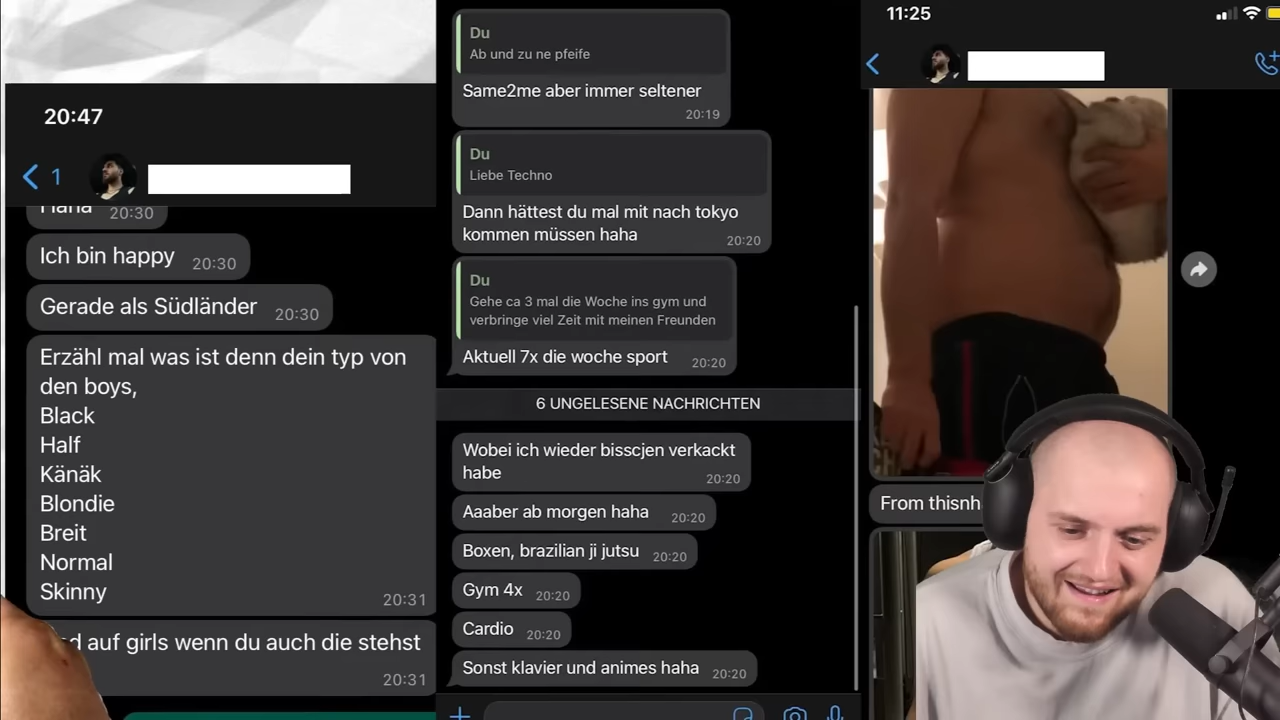 20:47
1
Haha 20:30
Ich bin happy 20:30
Gerade als Südländer 20:30
Erzähl mal was ist denn dein typ von
den boys,
Black
Half
Känäk
Blondie
Breit
Normal
Skinny
20:31
auf girls wenn du auch die stehst
20:31
Du
Ab und zu ne pfeife
Same2me aber immer seltener
20:19
Du
Liebe Techno
Dann hättest du mal mit nach tokyo
kommen müssen haha 20:20
Du
Gehe ca 3 mal die Woche ins gym und
verbringe viel Zeit mit meinen Freunden
Aktuell 7x die woche sport 20:20
6 UNGELESENE NACHRICHTEN
Wobei ich wieder bisscjen verkackt
habe 20:20
Aaaber ab morgen haha 20:20
Boxen, brazilian ji jutsu 20:20
Gym 4x 20:20
Cardio 20:20
Sonst klavier und animes haha 20:20
11:25
From thisnh